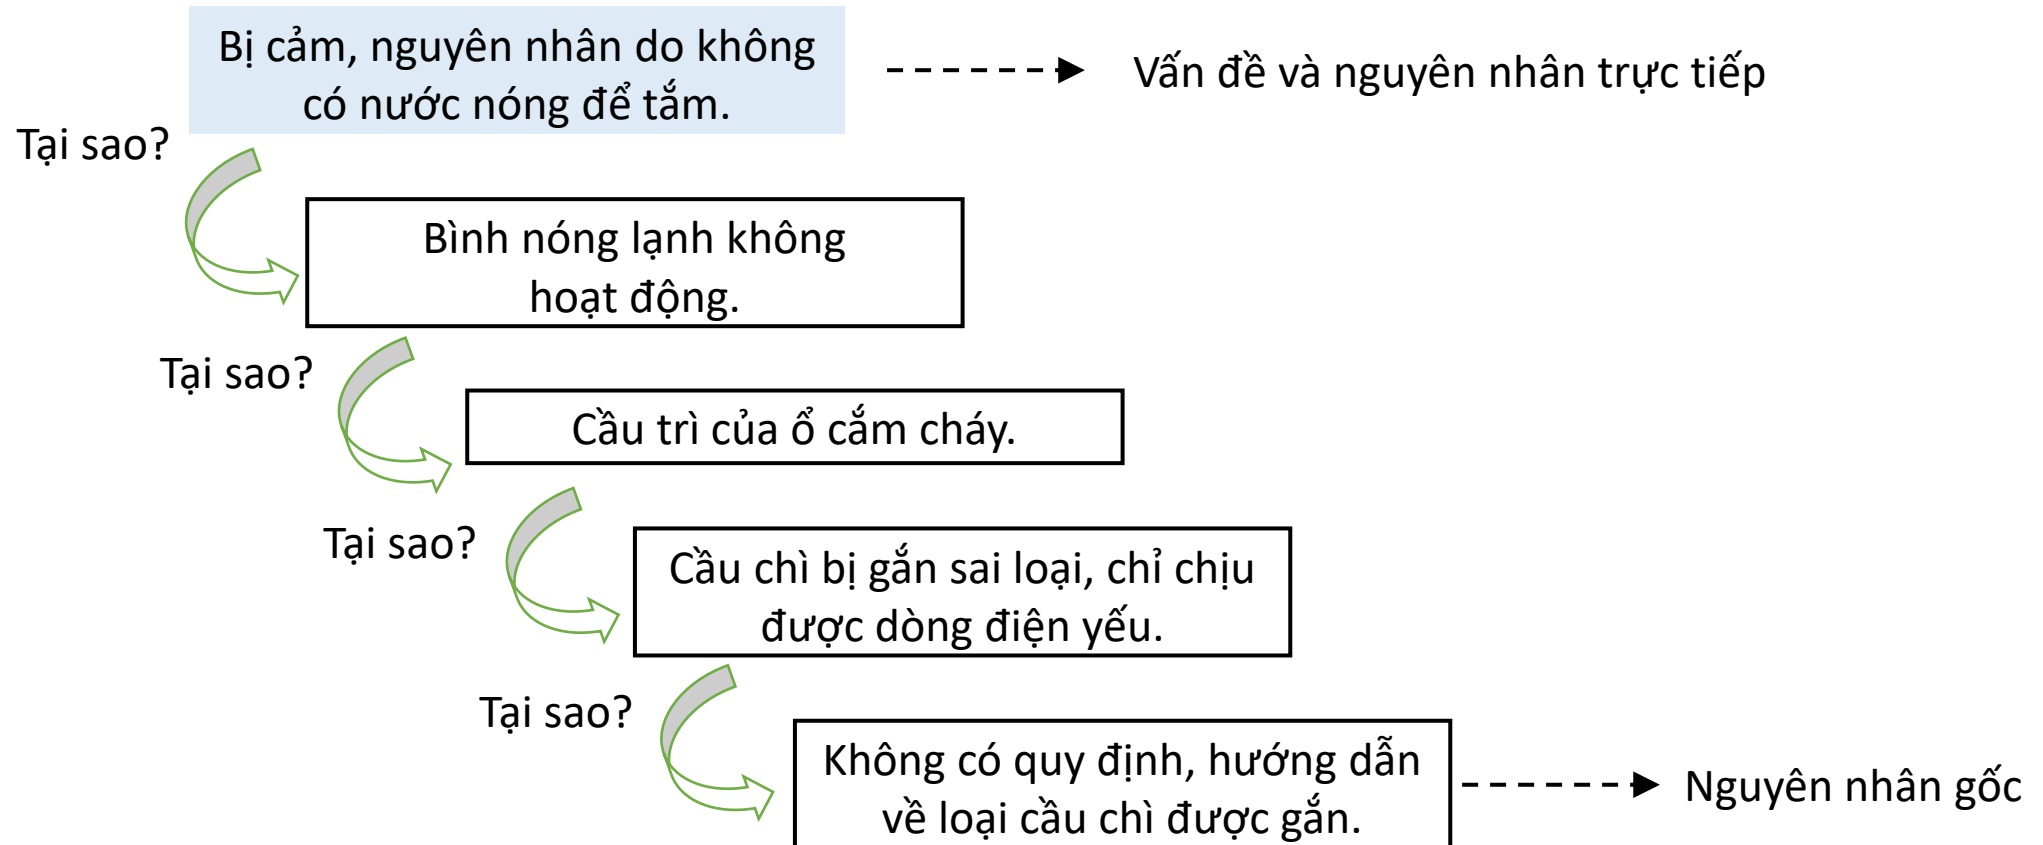 Bị cảm, nguyên nhân do không
có nước nóng để tắm.
Vấn đề và nguyên nhân trực tiếp
Tại sao?
Bình nóng lạnh không
hoạt động.
Tại sao?
Cầu trì của ổ cắm cháy.
Tại sao?
Cầu chì bị gắn sai loại, chỉ chịu
được dòng điện yếu.
Tại sao?
Không có quy định, hướng dẫn
về loại cầu chì được gắn.
Nguyên nhân gốc